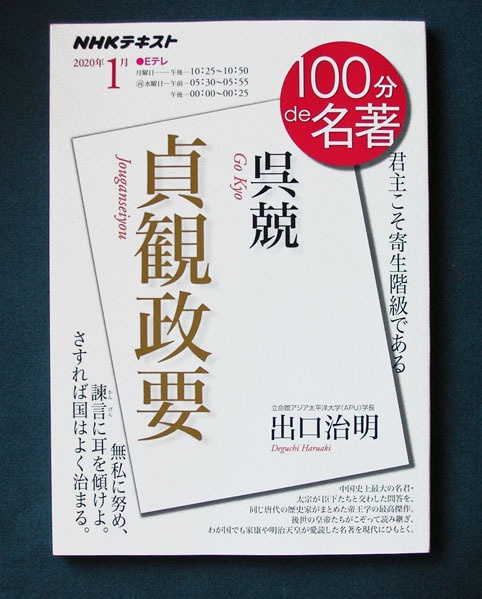 NHKテキスト
2020年1月
●Eテレ
月曜日──午後─10:25〜10:50
㊢水曜日─午前─05:30〜05:55
午後─00:00〜00:25
100分
de名著
君主こそ寄生階級である
呉兢
Go Kyo
貞観政要
Jouganseiyou
立命館アジア太平洋大学(APU)学長
出口治明
Deguchi Haruaki
無私に努め、
諫言に耳を傾けよ。
かん げん
さすれば国はよく治まる。
中国史上最大の名君・
太宗が臣下たちと交わした問答を、
同じ唐代の歴史家がまとめた帝王学の最高傑作。
後世の皇帝たちがこぞって読み継ぎ、
わが国でも家康や明治天皇が愛読した名著を現代にひもとく。